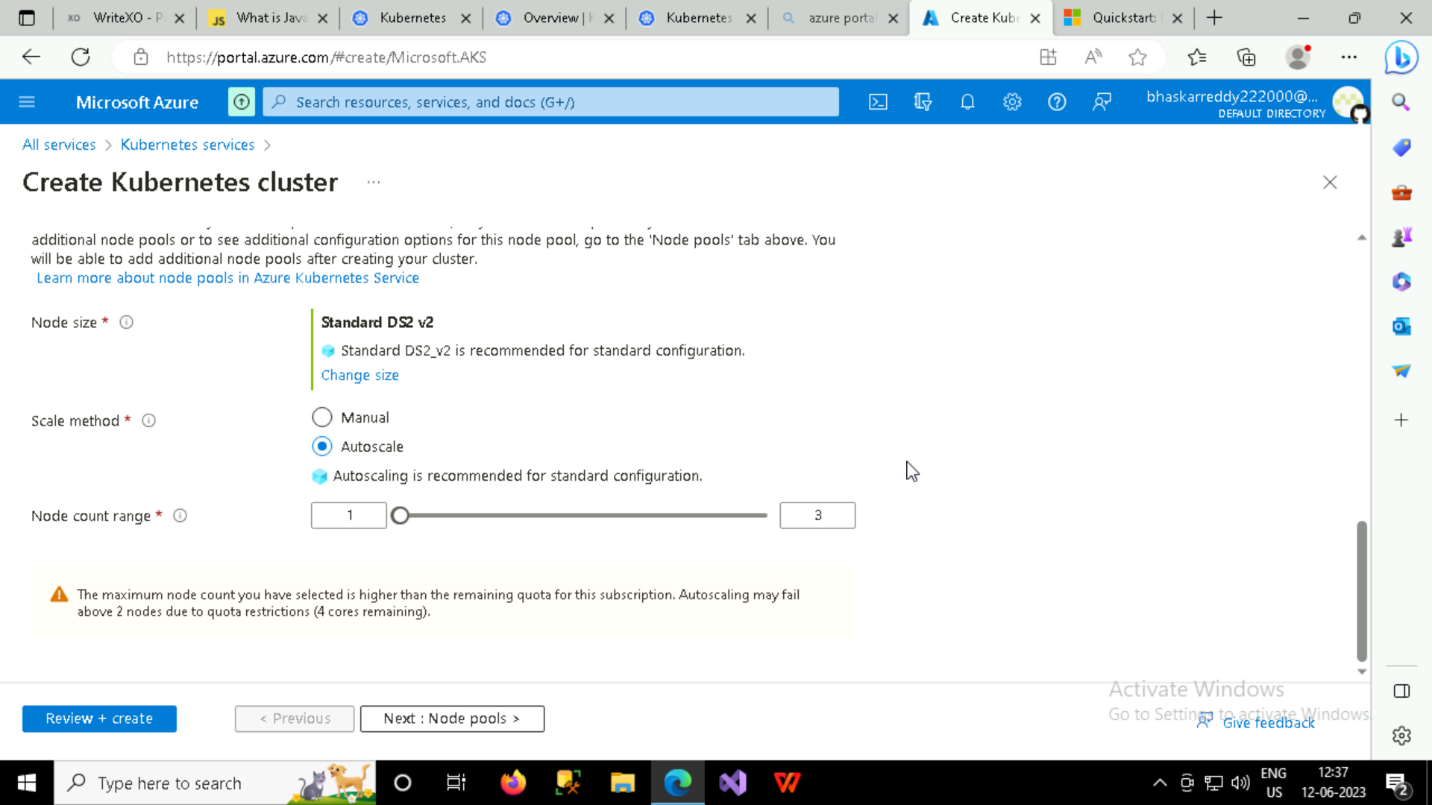 WriteXO - P
What is Java
Kubernetes
Overview | K
Kubernetes
azure portal
Create Kube
Quickstart:
https://portal.azure.com/#create/Microsoft.AKS
Microsoft Azure
Search resources, services, and docs (G+/)
bhaskarreddy222000@...
DEFAULT DIRECTORY
All services > Kubernetes services >
Create Kubernetes cluster ...
additional node pools or to see additional configuration options for this node pool, go to the 'Node pools' tab above. You
will be able to add additional node pools after creating your cluster.
Learn more about node pools in Azure Kubernetes Service
Node size *
Standard DS2 v2
Standard DS2_v2 is recommended for standard configuration.
Change size
Scale method *
Manual
Autoscale
Autoscaling is recommended for standard configuration.
Node count range *
1
3
The maximum node count you have selected is higher than the remaining quota for this subscription. Autoscaling may fail
above 2 nodes due to quota restrictions (4 cores remaining).
Activate Windows
Go to Settings to activate Windows.
Review + create
< Previous
Next : Node pools >
Give feedback
Type here to search
ENG
US
12:37
12-06-2023
2